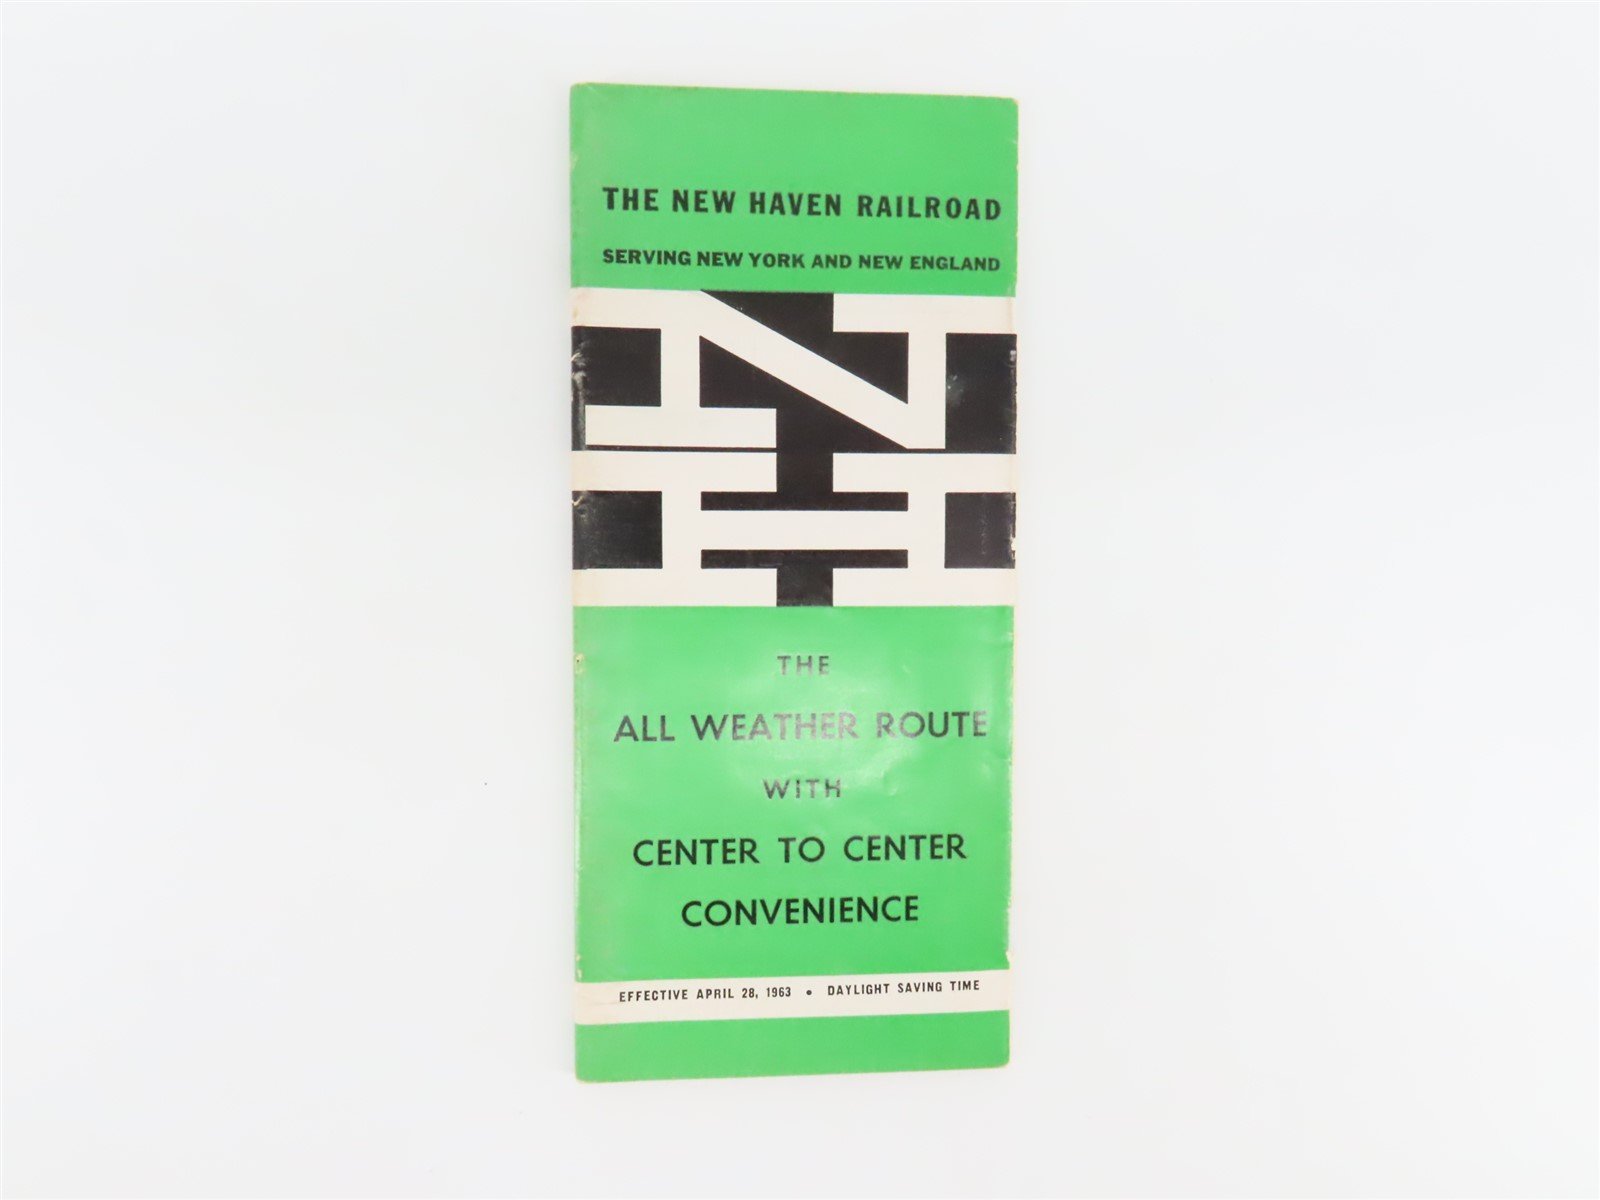 THE NEW HAVEN RAILROAD
SERVING NEW YORK AND NEW ENGLAND
N
H
THE
ALL WEATHER ROUTE
WITH
CENTER TO CENTER
CONVENIENCE
EFFECTIVE APRIL 28, 1963 • DAYLIGHT SAVING TIME